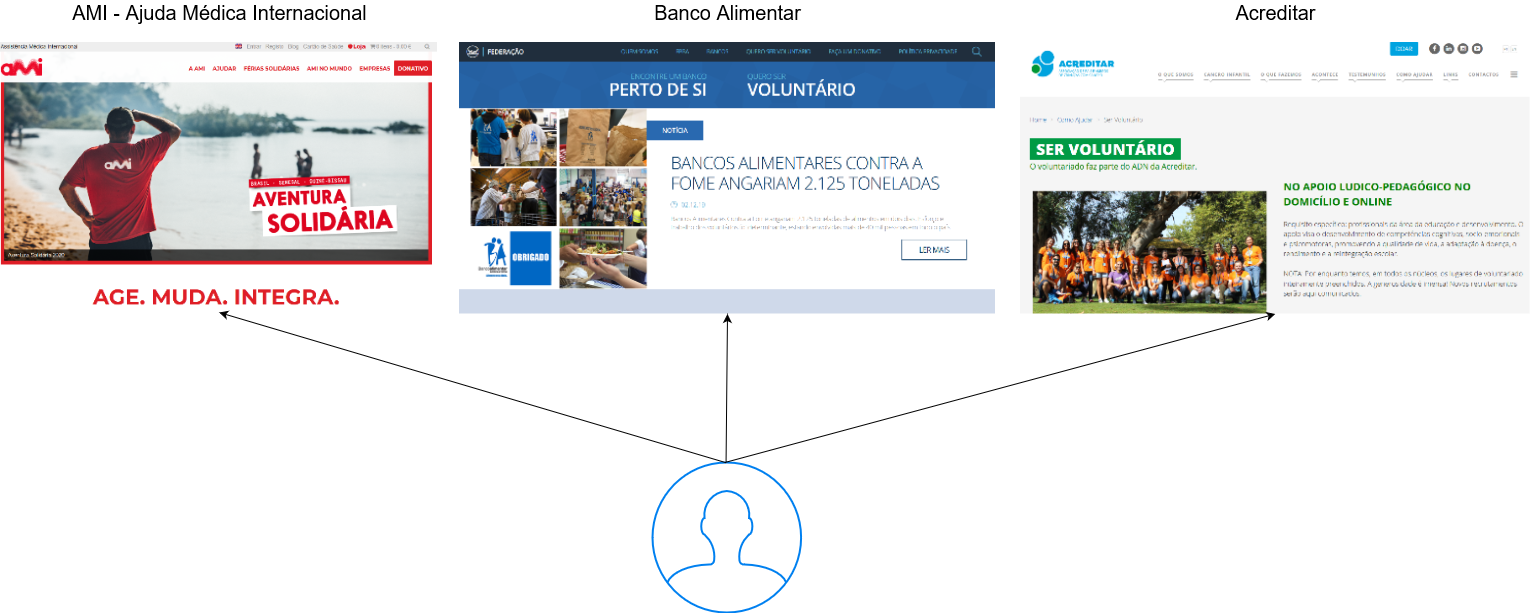 AMI - Ajuda Médica Internacional
Banco Alimentar
Acreditar
Assistência Médica Internacional
Entrar Registo Blog Cartão de Saúde Loja 0 itens - 0.00 €
AMI
A AMI AJUDAR FÉRIAS SOLIDÁRIAS AMI NO MUNDO EMPRESAS DONATIVO
AMI
BRASIL · SENEGAL · GUINÉ-BISSAU
AVENTURA
SOLIDÁRIA
Aventura Solidária 2020
AGE. MUDA. INTEGRA.
FEDERAÇÃO
QUEM SOMOS BANCOS QUERO SER VOLUNTÁRIO FAÇA UM DONATIVO POLÍTICA PRIVACIDADE
ENCONTRE UM BANCO
PERTO DE SI
QUERO SER
VOLUNTÁRIO
NOTÍCIA
BANCOS ALIMENTARES CONTRA A
FOME ANGARIAM 2.125 TONELADAS
02.12.19
LER MAIS
OBRIGADO
ACREDITAR
O QUE SOMOS CANCRO INFANTIL O QUE FAZEMOS ACONTECE TESTEMUNHOS COMO AJUDAR LINKS CONTACTOS
Home Como Ajudar Ser Voluntário
SER VOLUNTÁRIO
O voluntariado faz parte do ADN da Acreditar.
NO APOIO LUDICO-PEDAGÓGICO NO
DOMICÍLIO E ONLINE
Requisito específico: profissionais da área da educação e desenvolvimento. O
apoio visa o desenvolvimento de competências cognitivas, socio emocionais
e psicomotoras, promovendo a qualidade de vida, a adaptação à doença, o
rendimento e a reintegração escolar.
NOTA: Por enquanto temos, em todos os núcleos, os lugares de voluntariado
inteiramente preenchidos. A generosidade é imensa! Novos recrutamentos
serão aqui comunicados.